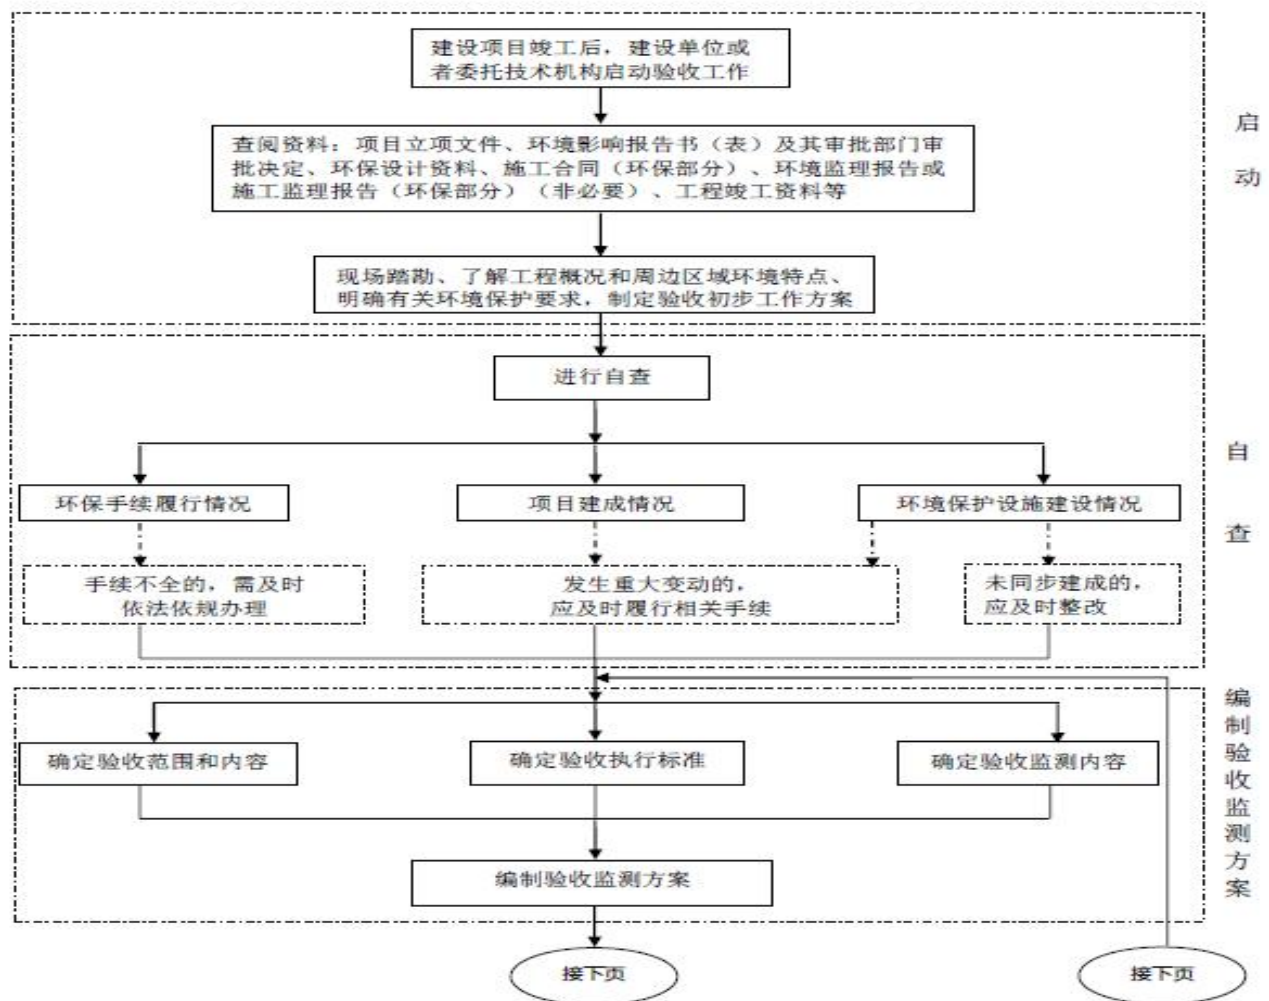 建设项目竣工后，建设单位或
者委托技术机构启动验收工作
启
动
查阅资料：项目立项文件、环境影响报告书（表）及其审批部门审
批决定、环保设计资料、施工合同（环保部分）、环境监理报告或
施工监理报告（环保部分）（非必要）、工程竣工资料等
现场踏勘、了解工程概况和周边区域环境特点、
明确有关环境保护要求，制定验收初步工作方案
进行自查
自
查
环保手续履行情况
项目建成情况
环境保护设施建设情况
手续不全的，需及时
依法依规办理
发生重大变动的，
应及时履行相关手续
未同步建成的，
应及时整改
编
制
验
收
监
测
方
案
确定验收范围和内容
确定验收执行标准
确定验收监测内容
编制验收监测方案
接下页
接下页